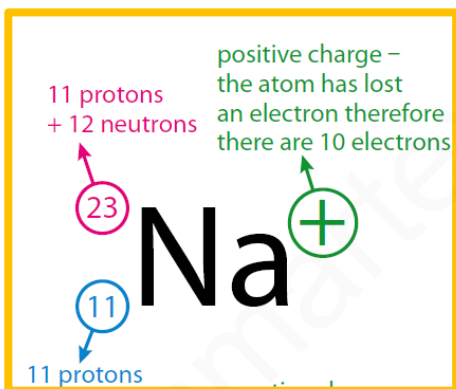 positive charge –
the atom has lost
an electron therefore
there are 10 electrons
11 protons
+ 12 neutrons
23
Na
+
11
11 protons